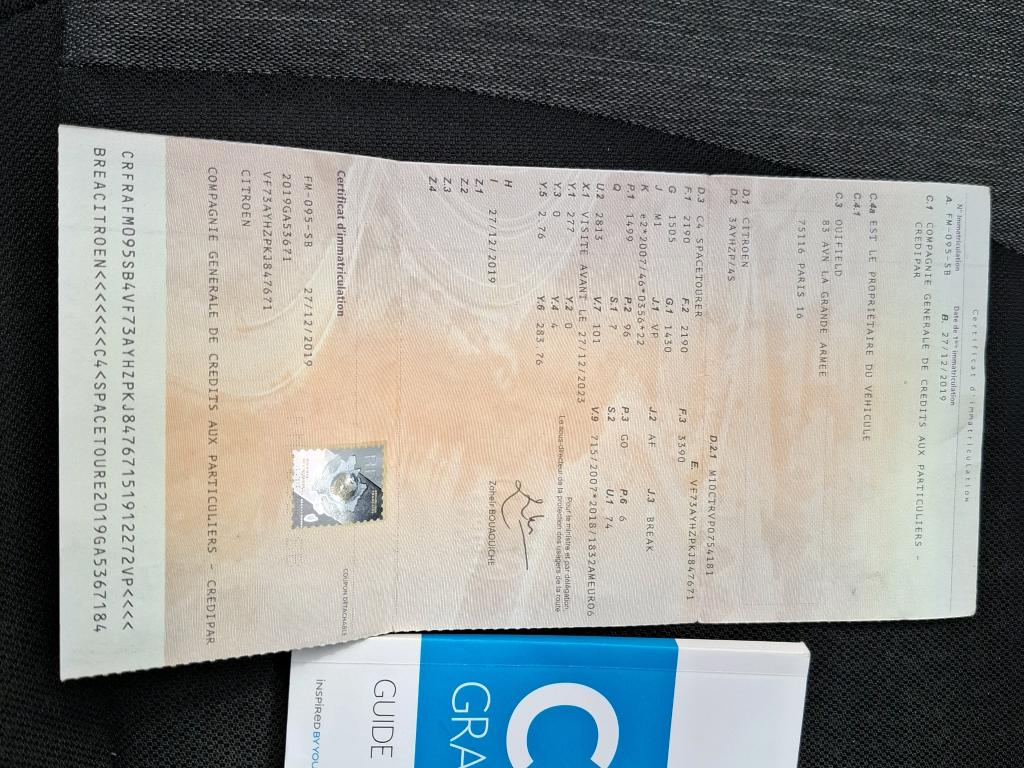 Certificat d'immatriculation
N° Immatriculation Date de 1ère immatriculation
A. FM-095-SB B. 27/12/2019
C.1 COMPAGNIE GENERALE DE CREDITS AUX PARTICULIERS -
CREDIPAR
C.4a EST LE PROPRIÉTAIRE DU VÉHICULE
C.4.1
C.3 OUIFIELD
83 AVN LA GRANDE ARMEE
75116 PARIS 16
D.1 CITROEN
D.2 3AYHZP/4S
D.2.1 M10CTRVP0754181
D.3 C4 SPACETOURER E. VF73AYHZPKJ847671
F.1 2190 F.2 2190 F.3 3390
G 1505 G.1 1430
J M1 J.1 VP J.2 AF J.3 BREAK
K e2*2007/46*0356*22
P.1 1499 P.2 96 P.3 GO P.6 6
Q S.1 7 S.2 U.1 74
U.2 2813 V.7 101 V.9 715/2007*2018/1832AMEURO6
X.1 VISITE AVANT LE 27/12/2023
Y.1 277 Y.2 0
Y.3 0 Y.4 4
Y.5 2.76 Y.6 283.76
Pour le ministre et par délégation,
Le sous-directeur de la protection des usagers de la route
Zoheir BOUAOUICHE
H
I 27/12/2019
Z.1
Z.2
Z.3
Z.4
COUPON DÉTACHABLE
Certificat d'immatriculation
FM-095-SB 27/12/2019
2019GA53671
VF73AYHZPKJ847671
CITROEN
COMPAGNIE GENERALE DE CREDITS AUX PARTICULIERS - CREDIPAR
CRFRAFM095SB4VF73AYHZPKJ84767151912272VP<<<<
BREACITROEN<<<<<<<<C4<SPACETOURE2019GA5367184
C
GRA
GUIDE
INSPIRED BY YOU